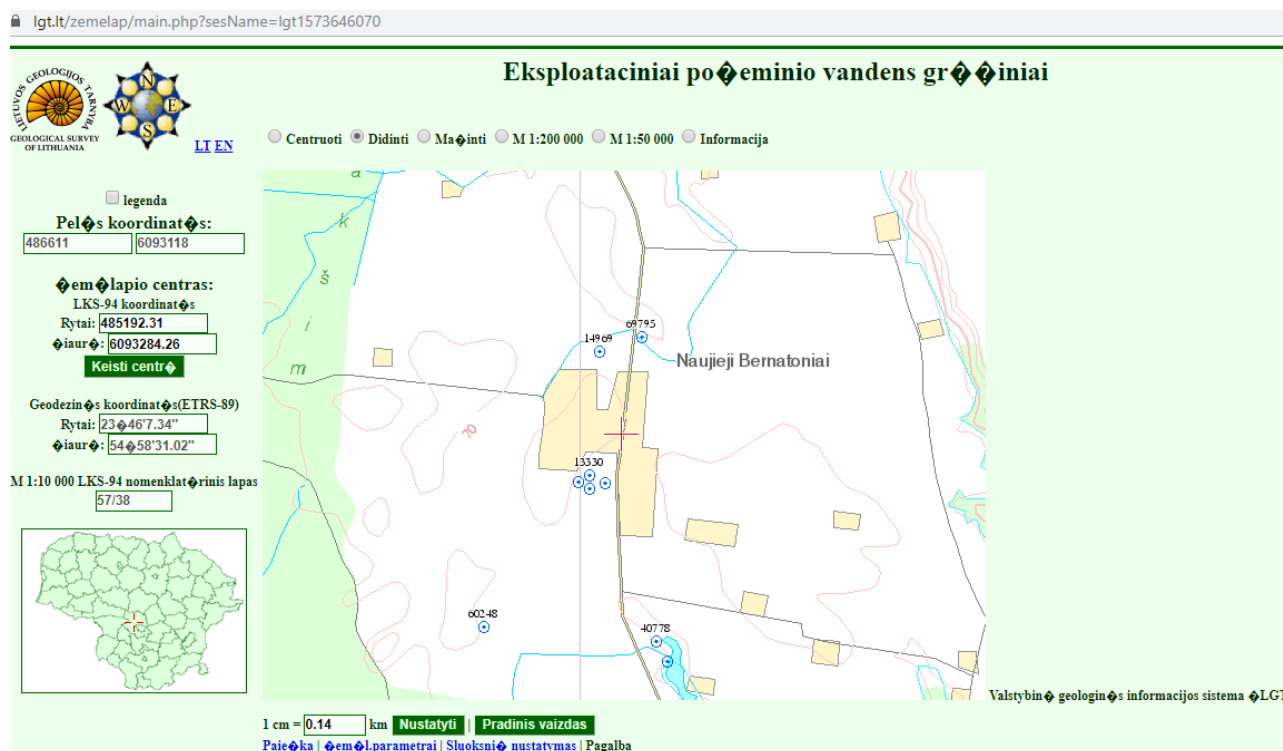 lgt.lt/zemelap/main.php?sesName=lgt1573646070
LIETUVOS GEOLOGIJOS TARNYBA
GEOLOGICAL SURVEY
OF LITHUANIA
N
W E
S
LT EN
Eksploataciniai po�eminio vandens gr��iniai
Centruoti Didinti Ma�inti M 1:200 000 M 1:50 000 Informacija
legenda
Pel�s koordinat�s:
486611 6093118
�em�lapio centras:
LKS-94 koordinat�s
Rytai: 485192.31
�iaur�: 6093284.26
Keisti centr�
Geodezin�s koordinat�s(ETRS-89)
Rytai: 23�46'7.34"
�iaur�: 54�58'31.02"
M 1:10 000 LKS-94 nomenklat�rinis lapas
57/38
a
k
š
i
m
69795
14969
Naujieji Bernatoniai
70
13330
60248
40778
Valstybin� geologin�s informacijos sistema �LGT
1 cm = 0.14 km Nustatyti | Pradinis vaizdas
Paie�ka | �em�l.parametrai | Sluoksni� nustatymas | Pagalba